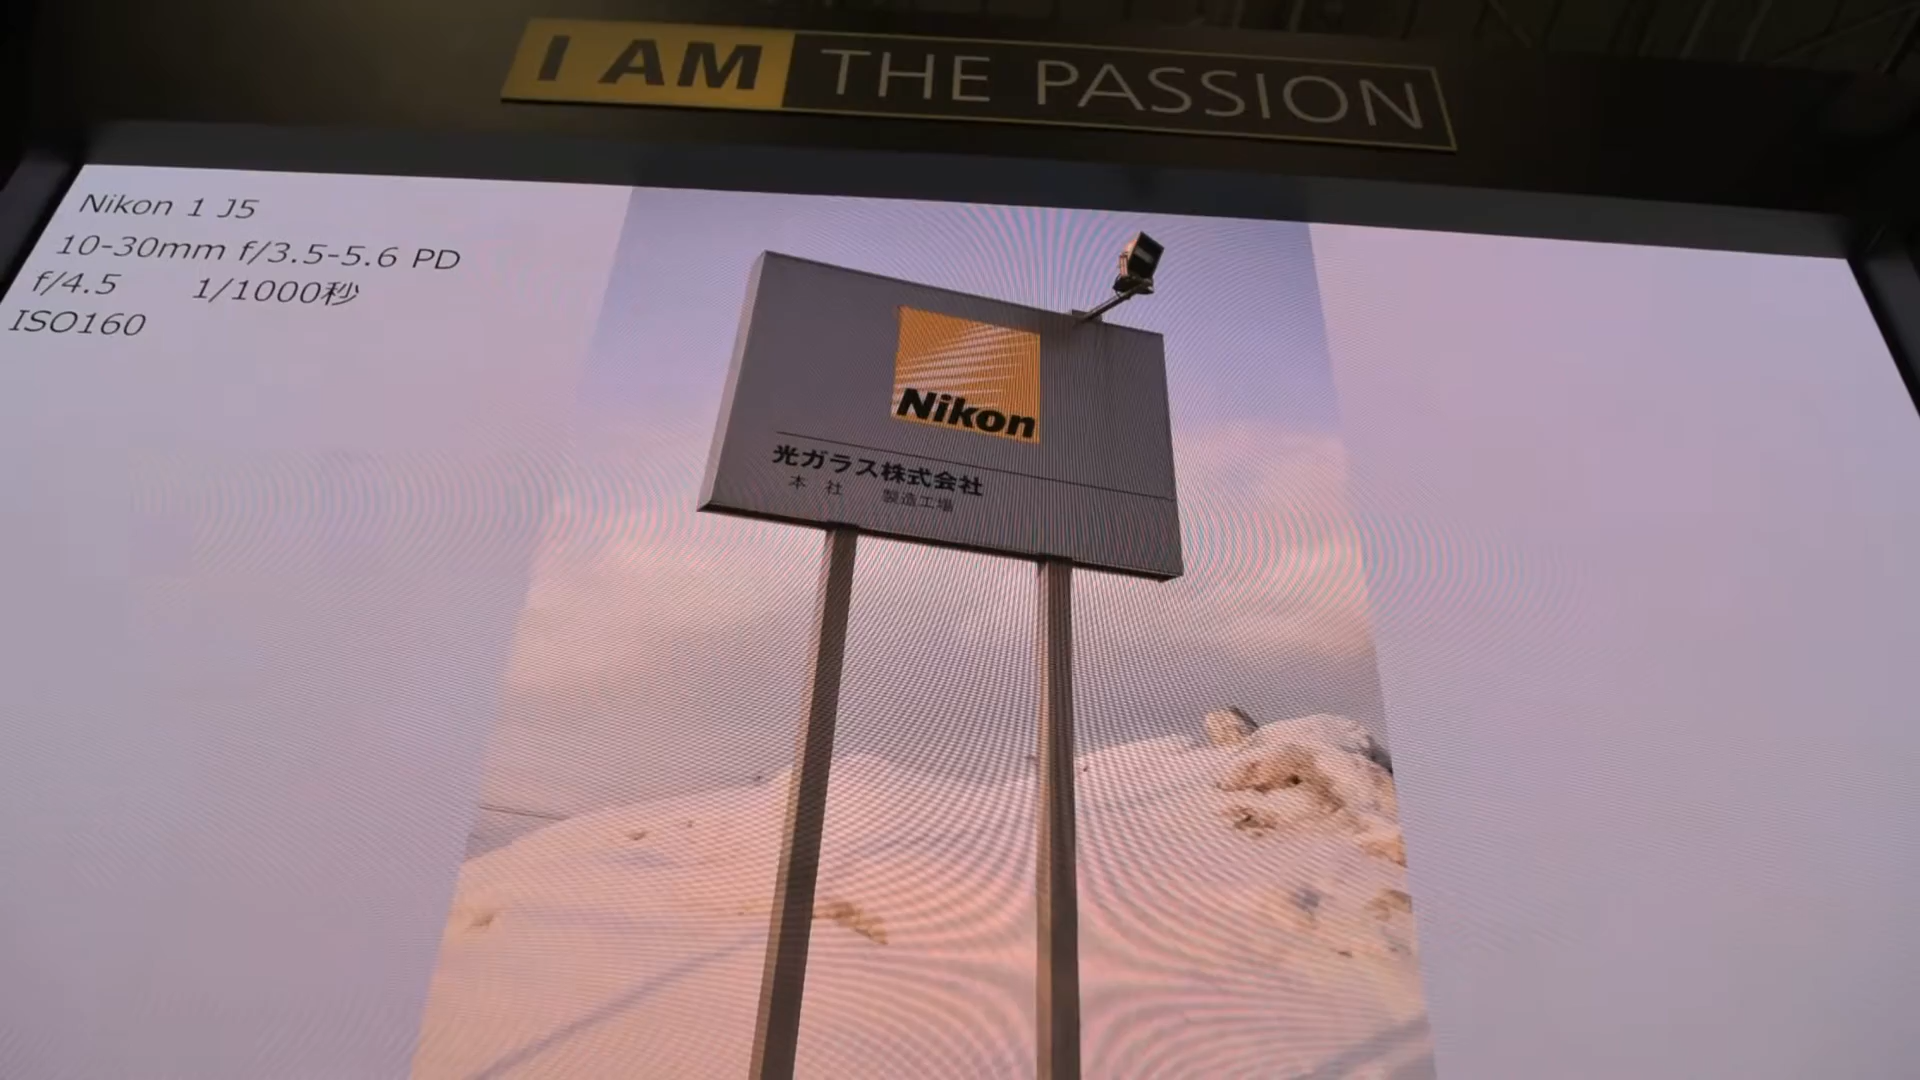 I AM THE PASSION
Nikon 1 J5
10-30mm f/3.5-5.6 PD
f/4.5 1/1000秒
ISO160
Nikon
光ガラス株式会社
本 社 製造工場